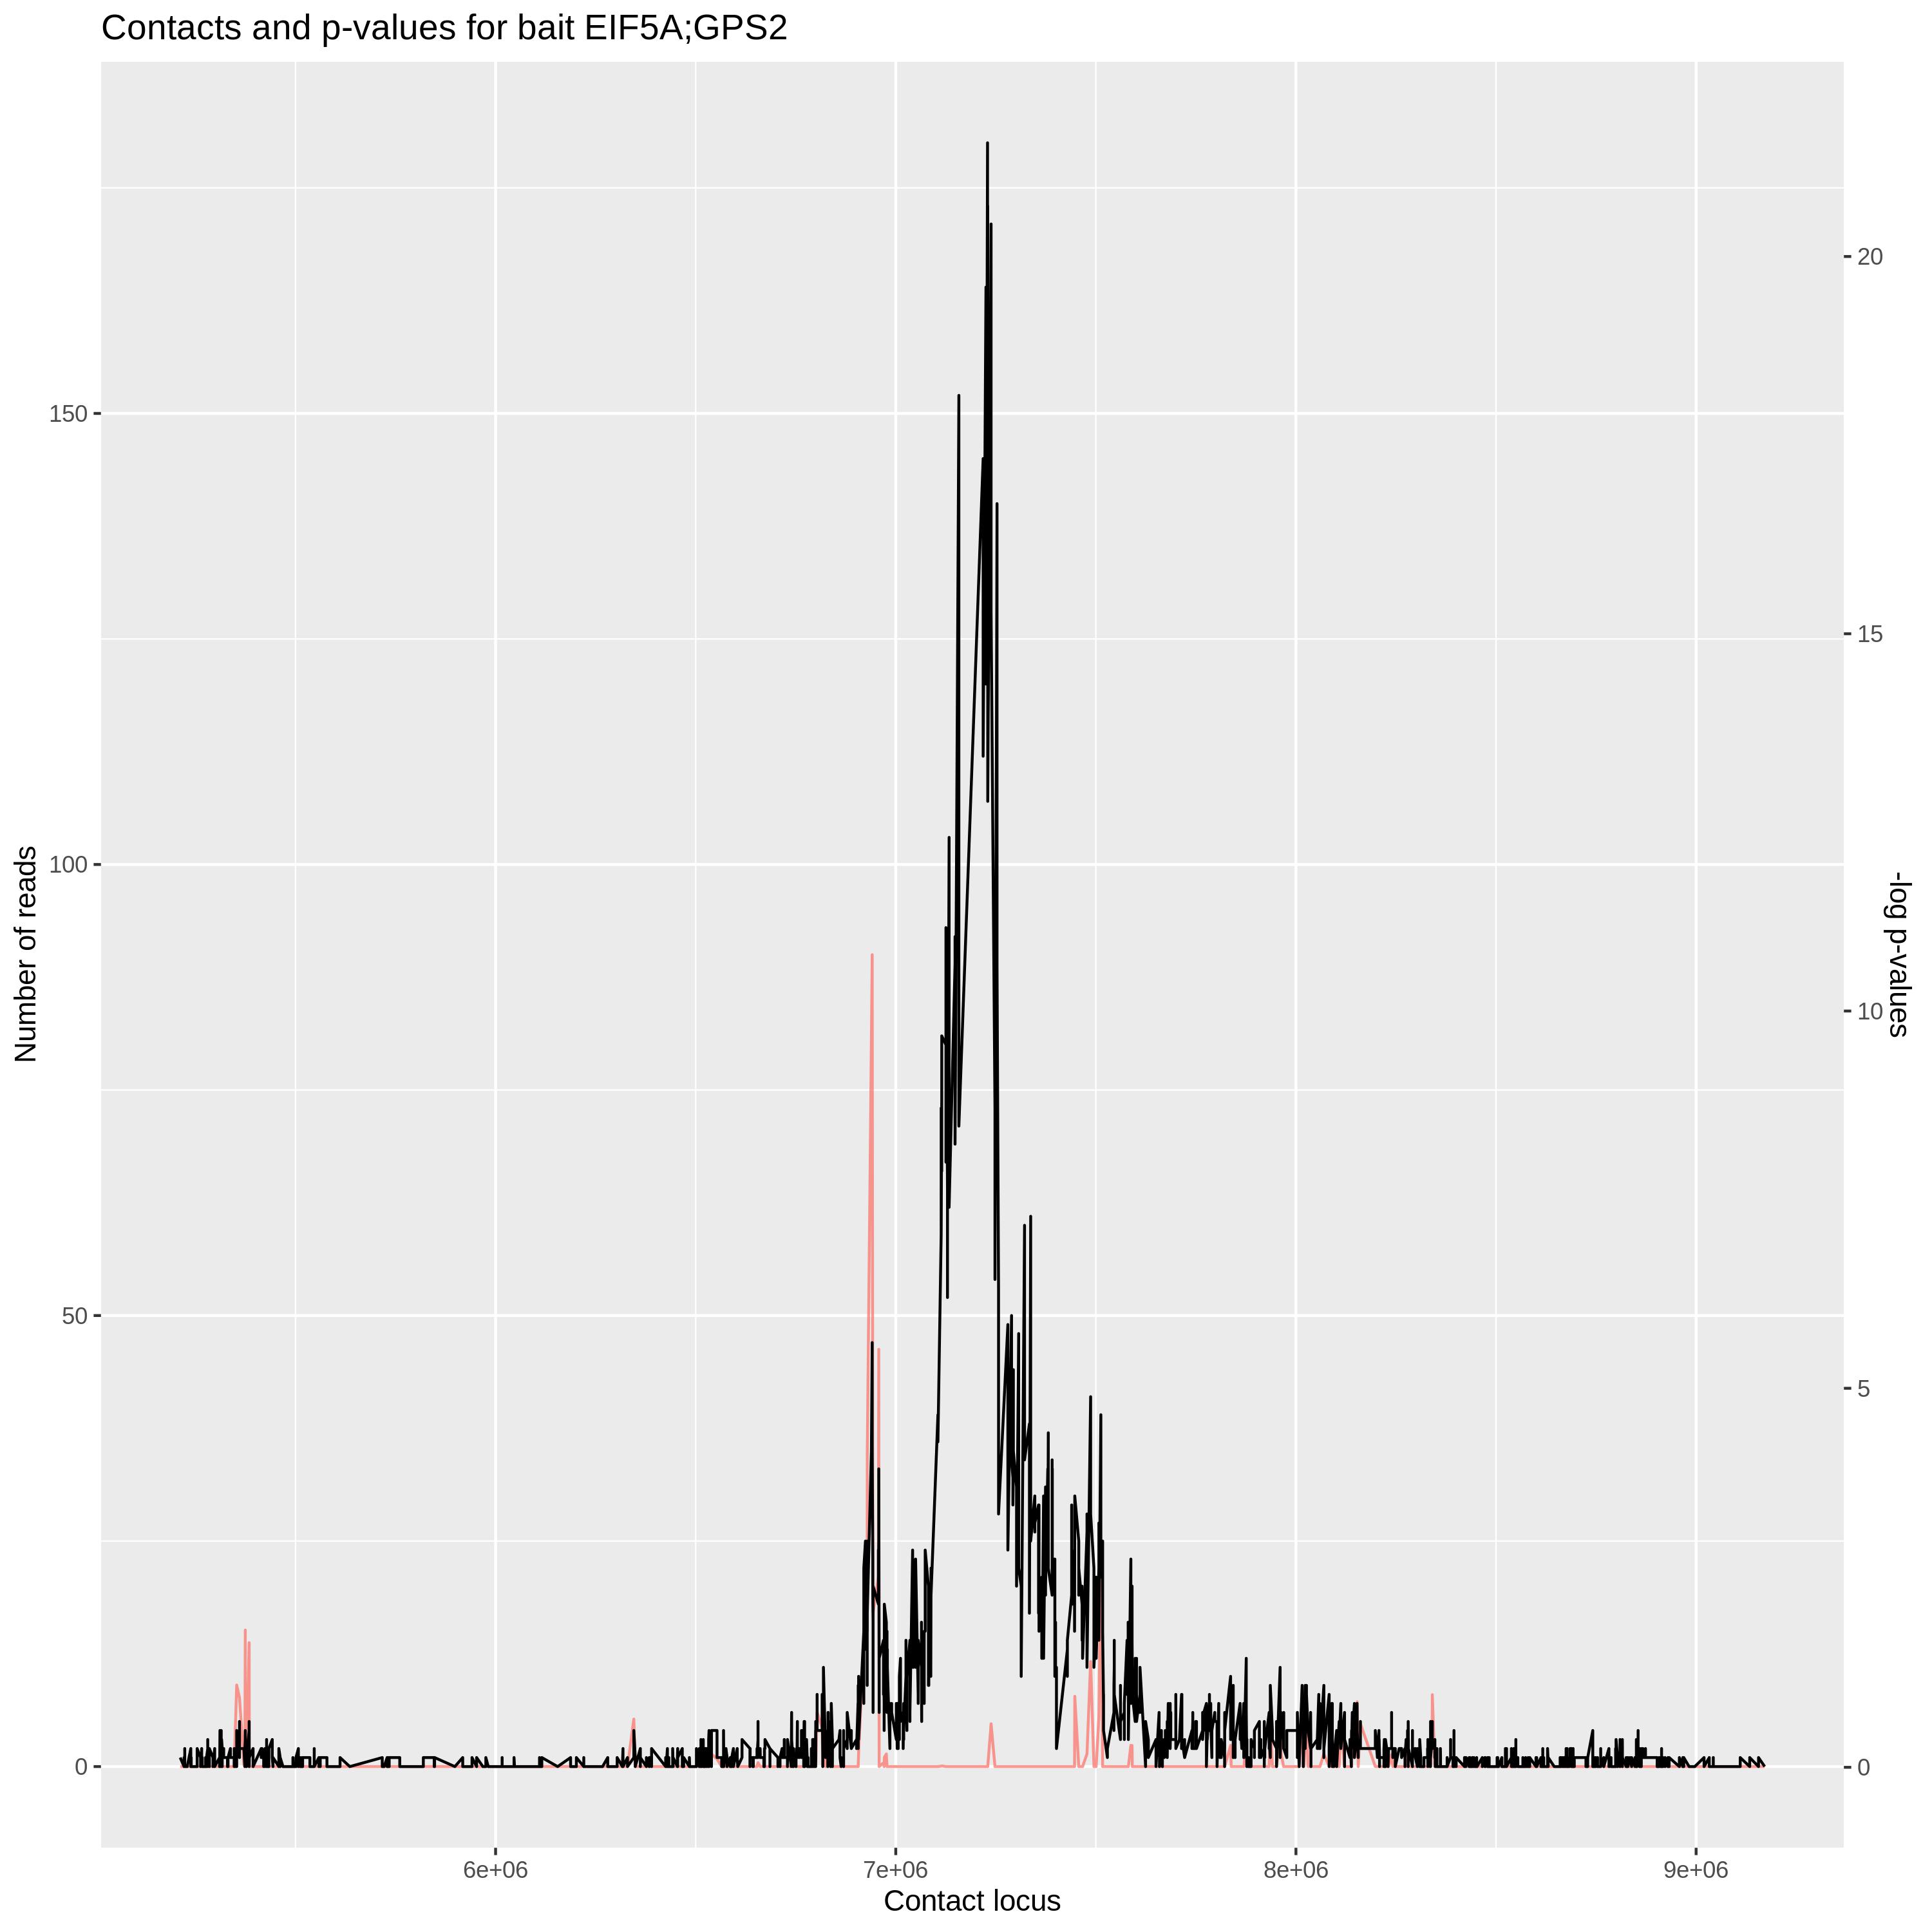 Contacts and p-values for bait EIF5A;GPS2
Number of reads
150
100
50
0
20
15
10
5
0
-log p-values
6e+06
7e+06
8e+06
9e+06
Contact locus